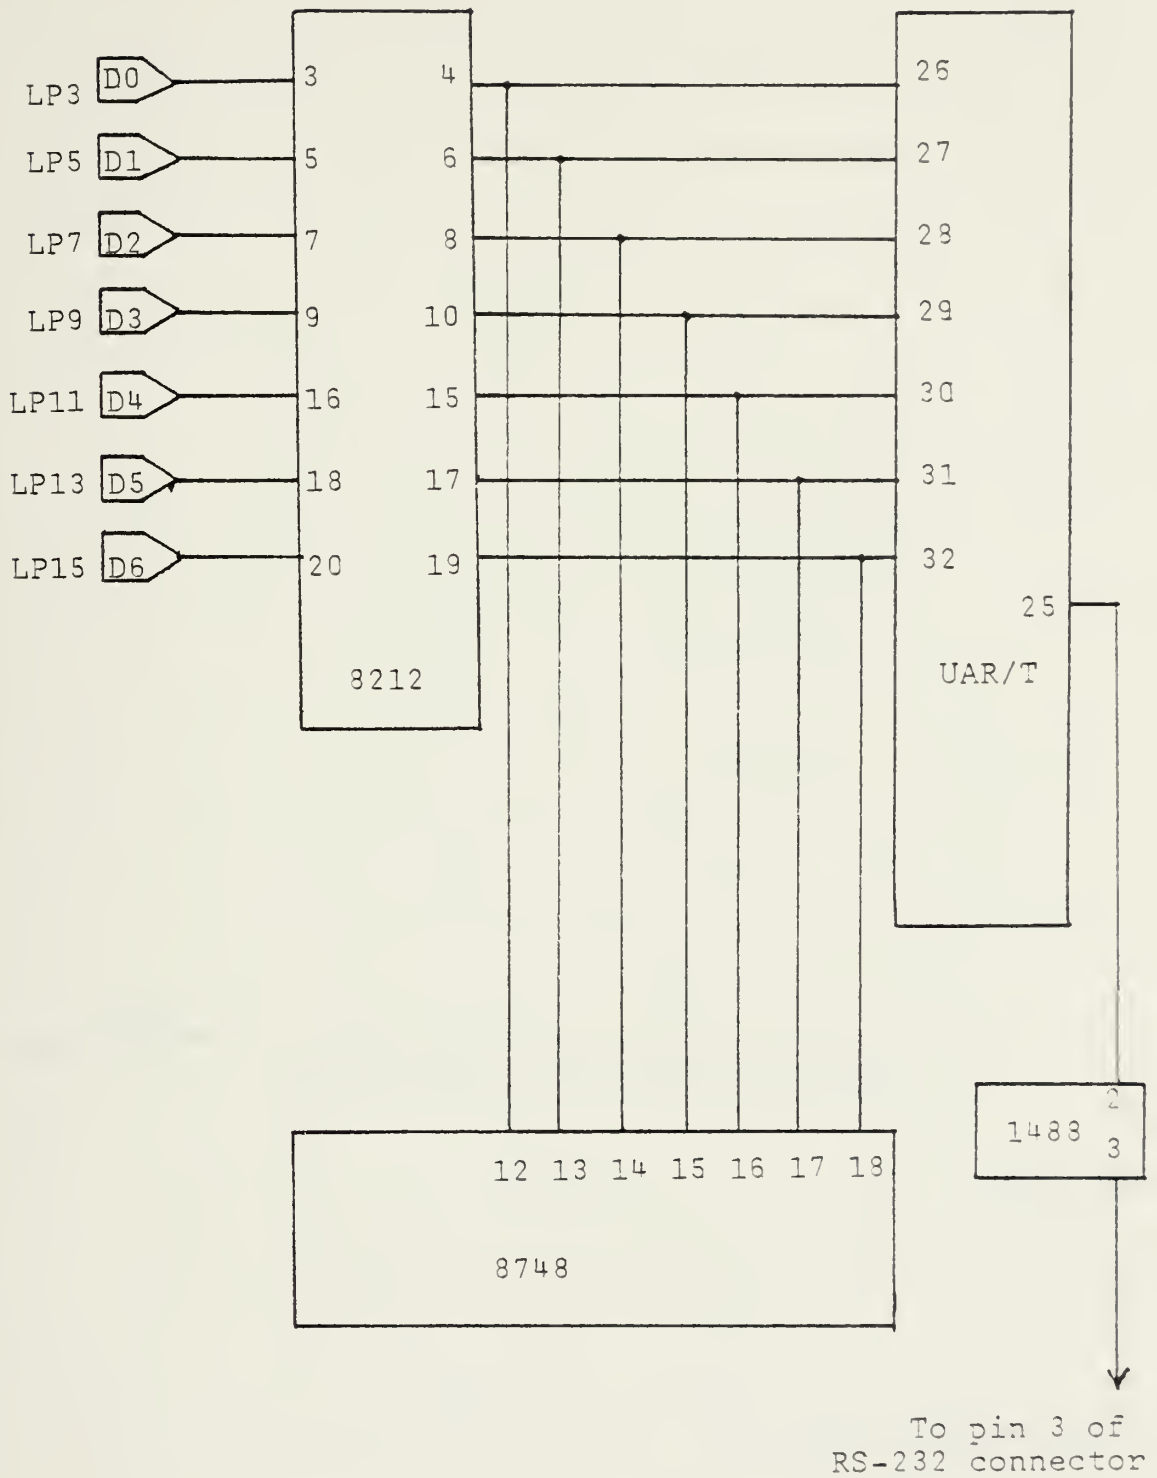 LP3 D0 3 4 26
LP5 D1 5 6 27
LP7 D2 7 8 28
LP9 D3 9 10 29
LP11 D4 16 15 30
LP13 D5 18 17 31
LP15 D6 20 19 32
25
8212
UAR/T
2
1488
3
12 13 14 15 16 17 18
8748
To pin 3 of
RS-232 connector